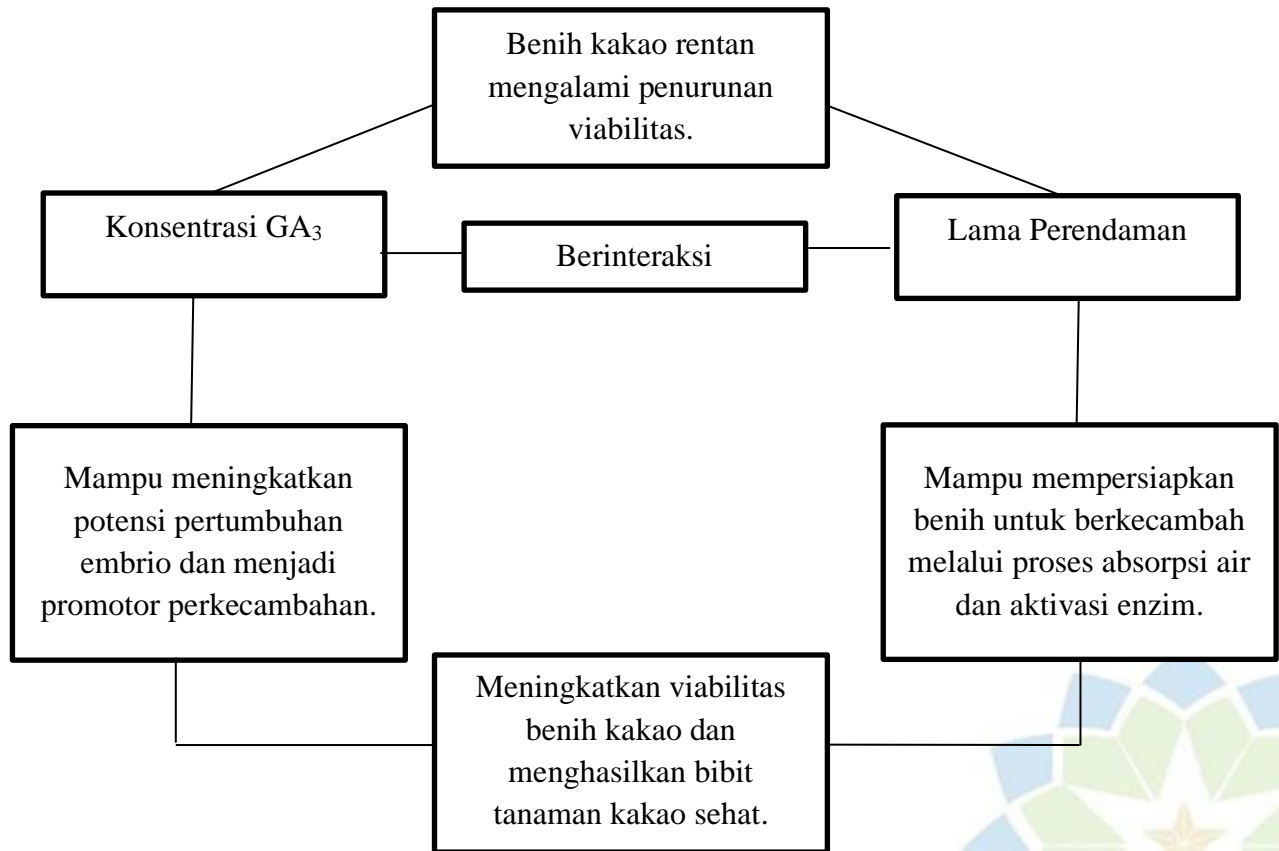 Benih kakao rentan
mengalami penurunan
viabilitas.
Konsentrasi GA₃
Berinteraksi
Lama Perendaman
Mampu meningkatkan
potensi pertumbuhan
embrio dan menjadi
promotor perkecambahan.
Mampu mempersiapkan
benih untuk berkecambah
melalui proses absorpsi air
dan aktivasi enzim.
Meningkatkan viabilitas
benih kakao dan
menghasilkan bibit
tanaman kakao sehat.